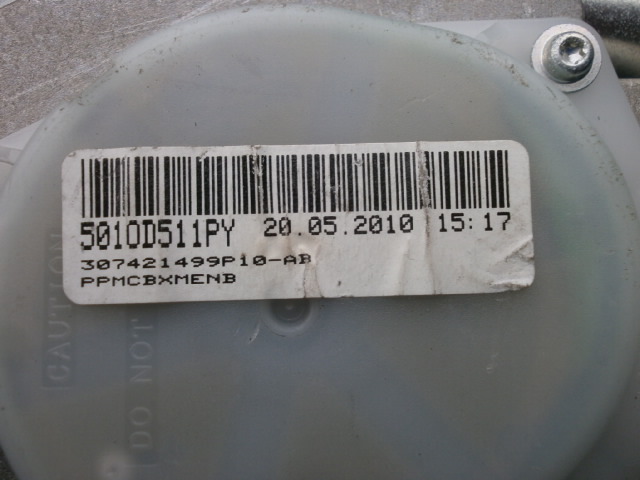 5010D511PY 20.05.2010 15:17
307421499P10-AB
PPMCBXMENB
CAUTION
DO NOT